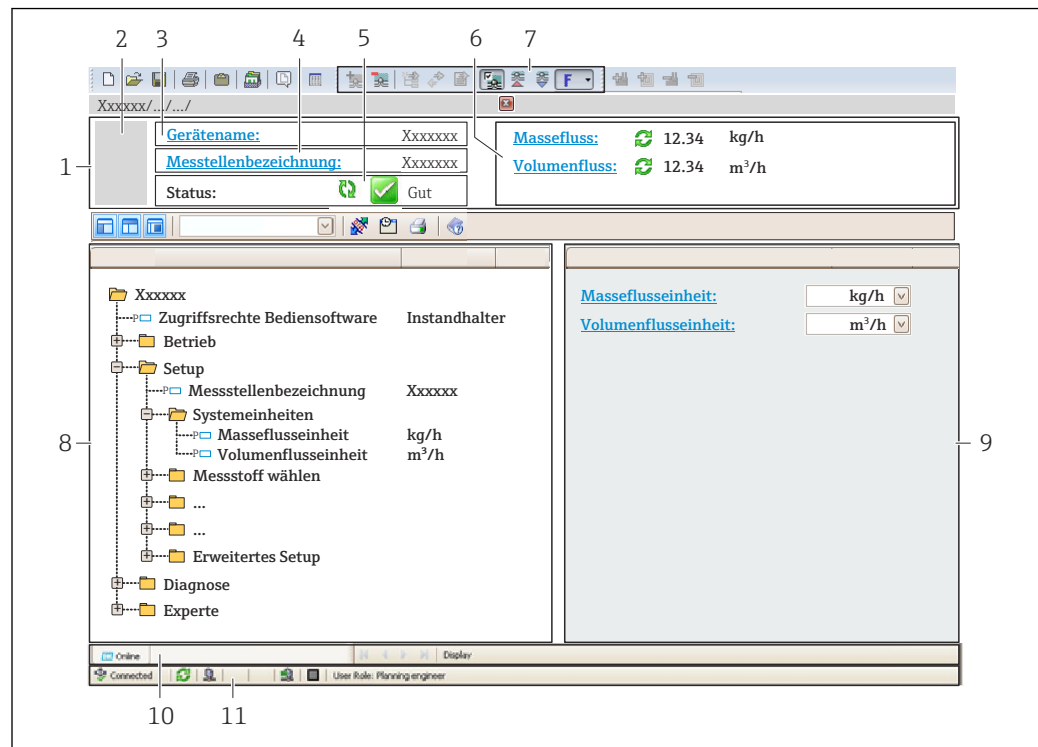 2 3 4 5 6 7
F
Xxxxxx/.../.../
1
Gerätename: Xxxxxxx
Messtellenbezeichnung: Xxxxxxx
Status: Gut
Massefluss: 12.34 kg/h
Volumenfluss: 12.34 m³/h
Xxxxxx
P Zugriffsrechte Bediensoftware Instandhalter
Betrieb
Setup
P Messstellenbezeichnung Xxxxxx
Systemeinheiten
P Masseflusseinheit kg/h
P Volumenflusseinheit m³/h
Messstoff wählen
...
...
Erweitertes Setup
Diagnose
Experte
8
Masseflusseinheit: kg/h
Volumenflusseinheit: m³/h
9
Online Display
Connected User Role: Planning engineer
10 11